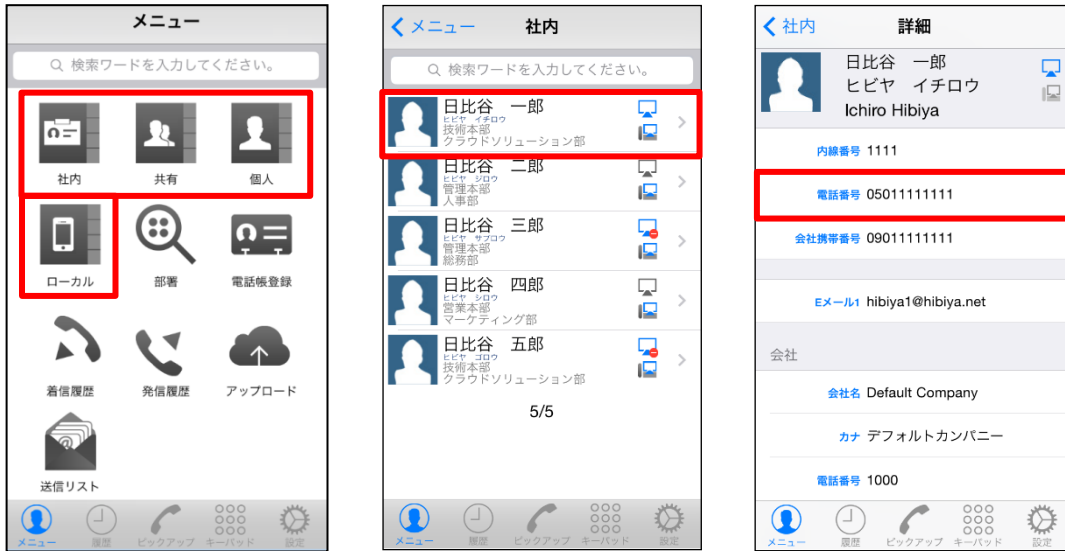 メニュー
検索ワードを入力してください。
社内
共有
個人
ローカル
部署
電話帳登録
着信履歴
発信履歴
アップロード
送信リスト
メニュー
履歴
ピックアップ
キーパッド
設定
メニュー
社内
検索ワードを入力してください。
日比谷 一郎
ヒビヤ イチロウ
技術本部
クラウドソリューション部
日比谷 二郎
ヒビヤ ジロウ
管理本部
人事部
日比谷 三郎
ヒビヤ サブロウ
管理本部
総務部
日比谷 四郎
ヒビヤ シロウ
営業本部
マーケティング部
日比谷 五郎
ヒビヤ ゴロウ
技術本部
クラウドソリューション部
5/5
メニュー
履歴
ピックアップ
キーパッド
設定
社内
詳細
日比谷 一郎
ヒビヤ イチロウ
Ichiro Hibiya
内線番号 1111
電話番号 05011111111
会社携帯番号 09011111111
Eメール1 hibiya1@hibiya.net
会社
会社名 Default Company
カナ デフォルトカンパニー
電話番号 1000
メニュー
履歴
ピックアップ
キーパッド
設定